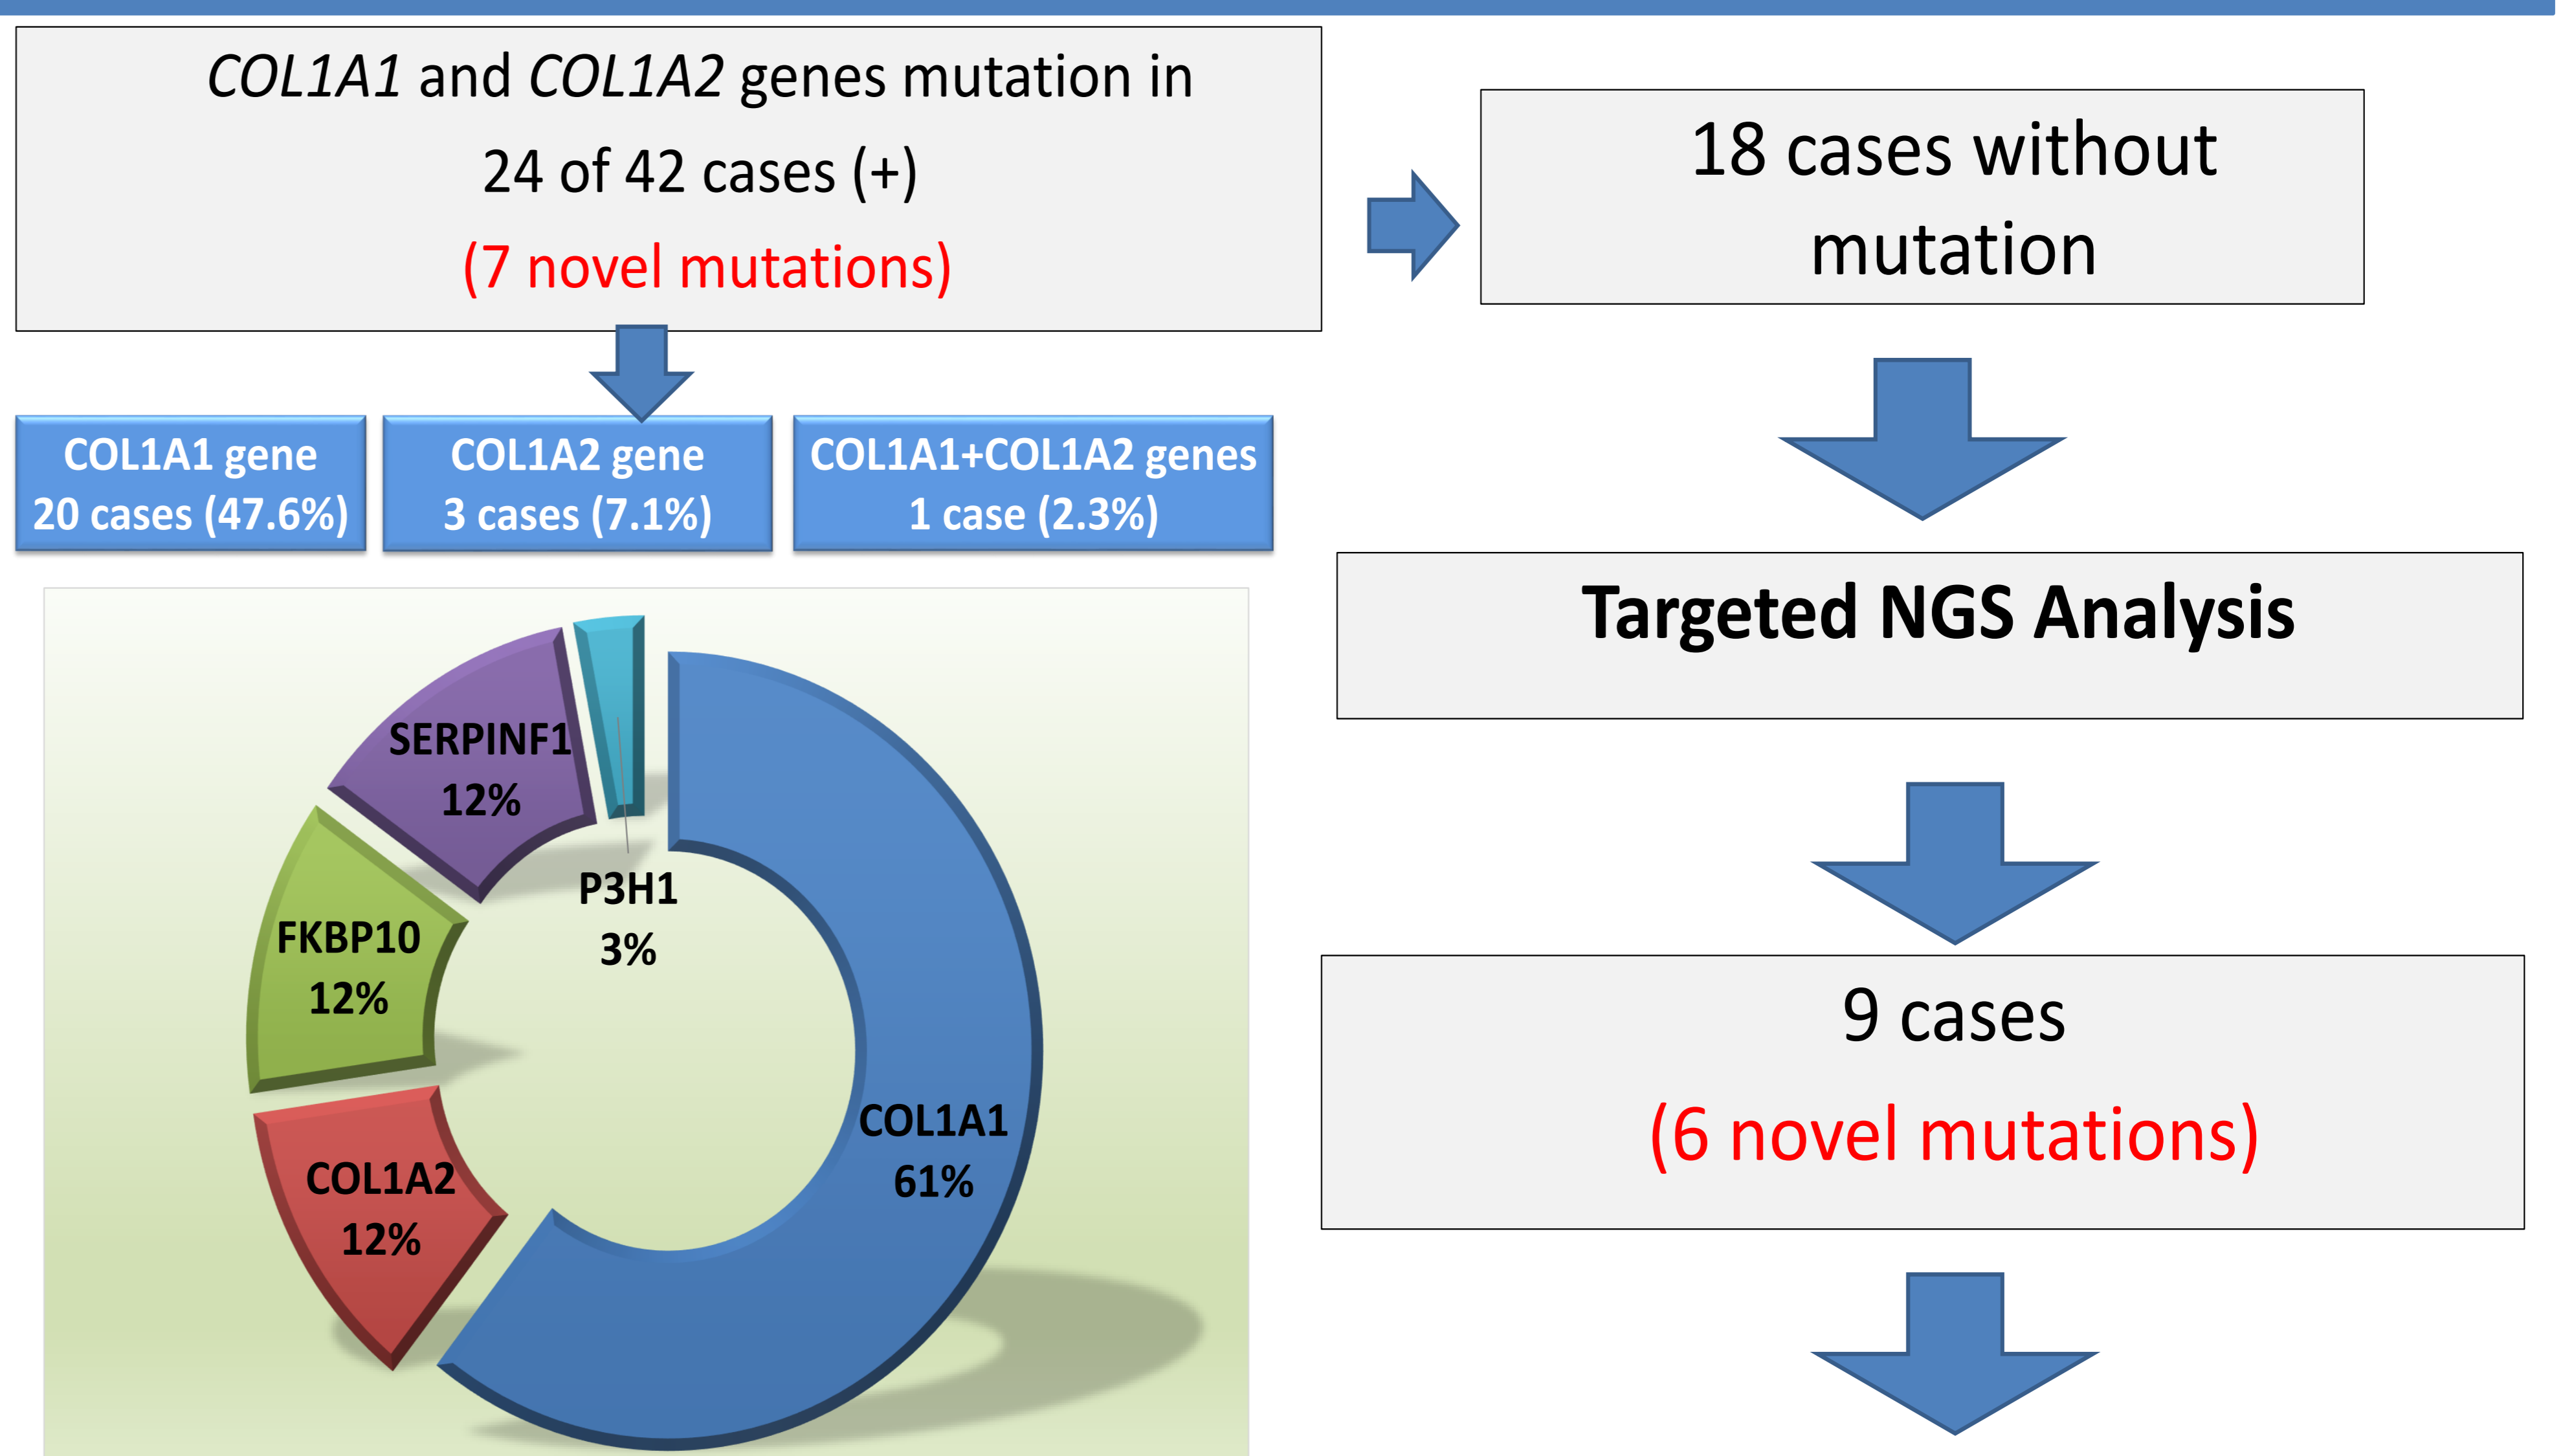 COL1A1 and COL1A2 genes mutation in
24 of 42 cases (+)
(7 novel mutations)
18 cases without
mutation
COL1A1 gene
20 cases (47.6%)
COL1A2 gene
3 cases (7.1%)
COL1A1+COL1A2 genes
1 case (2.3%)
Targeted NGS Analysis
9 cases
(6 novel mutations)
SERPINF1
12%
P3H1
3%
FKBP10
12%
COL1A1
61%
COL1A2
12%